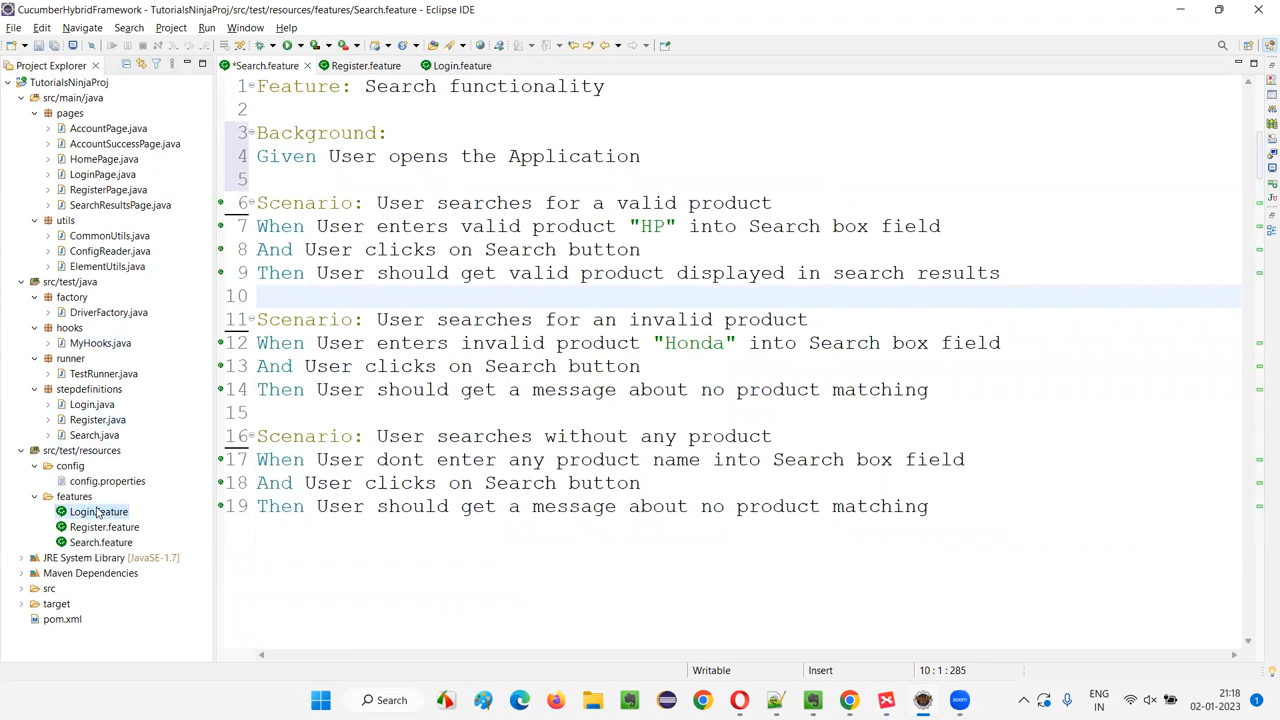 CucumberHybridFramework - TutorialsNinjaProj/src/test/resources/features/Search.feature - Eclipse IDE
File Edit Navigate Search Project Run Window Help
Project Explorer
*Search.feature Register.feature Login.feature
TutorialsNinjaProj
src/main/java
pages
AccountPage.java
AccountSuccessPage.java
HomePage.java
LoginPage.java
RegisterPage.java
SearchResultsPage.java
utils
CommonUtils.java
ConfigReader.java
ElementUtils.java
src/test/java
factory
DriverFactory.java
hooks
MyHooks.java
runner
TestRunner.java
stepdefinitions
Login.java
Register.java
Search.java
src/test/resources
config
config.properties
features
Login.feature
Register.feature
Search.feature
JRE System Library [JavaSE-1.7]
Maven Dependencies
src
target
pom.xml
1 Feature: Search functionality
2
3 Background:
4 Given User opens the Application
5
6 Scenario: User searches for a valid product
7 When User enters valid product "HP" into Search box field
8 And User clicks on Search button
9 Then User should get valid product displayed in search results
10
11 Scenario: User searches for an invalid product
12 When User enters invalid product "Honda" into Search box field
13 And User clicks on Search button
14 Then User should get a message about no product matching
15
16 Scenario: User searches without any product
17 When User dont enter any product name into Search box field
18 And User clicks on Search button
19 Then User should get a message about no product matching
Writable Insert 10 : 1 : 285
Search
ENG
IN
21:18
02-01-2023